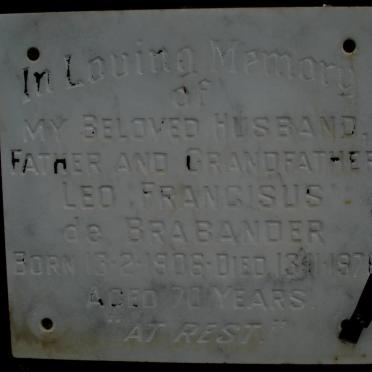 In Loving Memory
of
MY BELOVED HUSBAND,
FATHER AND GRANDFATHER
LEO FRANCISUS
de BRABANDER
BORN 13-2-1906-DIED
AGED 70 YEARS.
"AT REST."